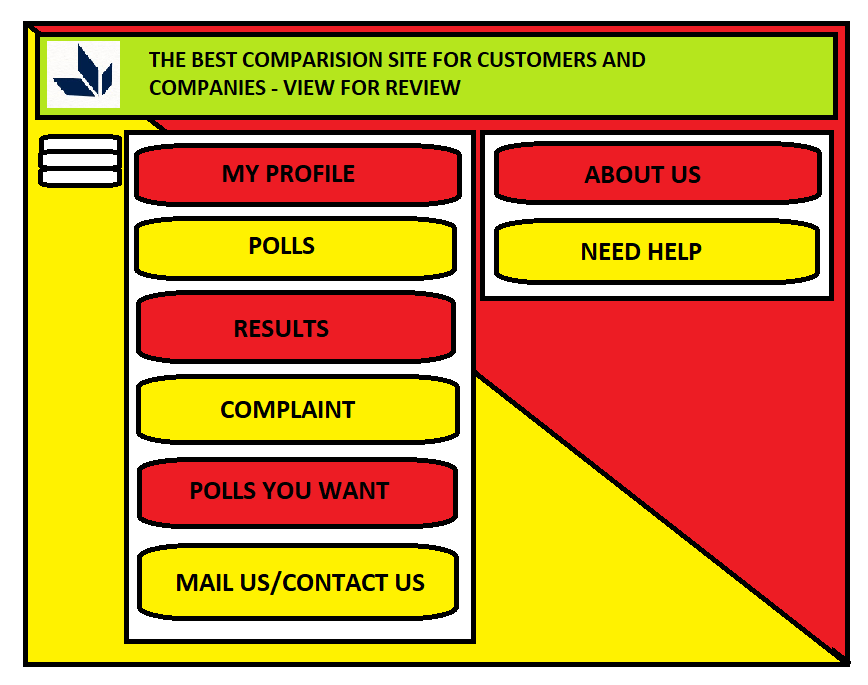 THE BEST COMPARISION SITE FOR CUSTOMERS AND
COMPANIES - VIEW FOR REVIEW
MY PROFILE
POLLS
RESULTS
COMPLAINT
POLLS YOU WANT
MAIL US/CONTACT US
ABOUT US
NEED HELP